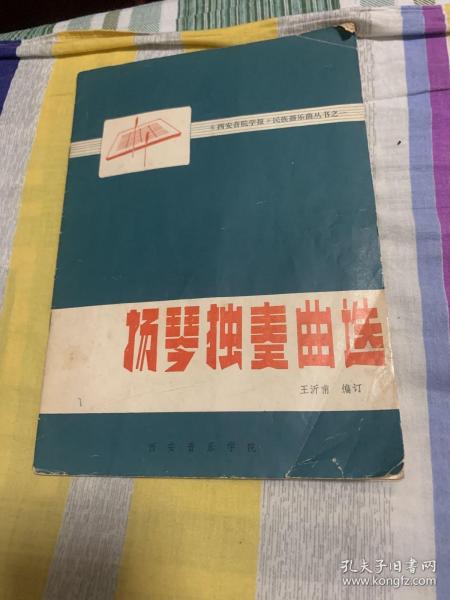 《西安音院学报》民族器乐曲丛书之一
扬琴独奏曲选
王沂甫 编订
西安音乐学院
孔夫子旧书网
www.kongfz.com